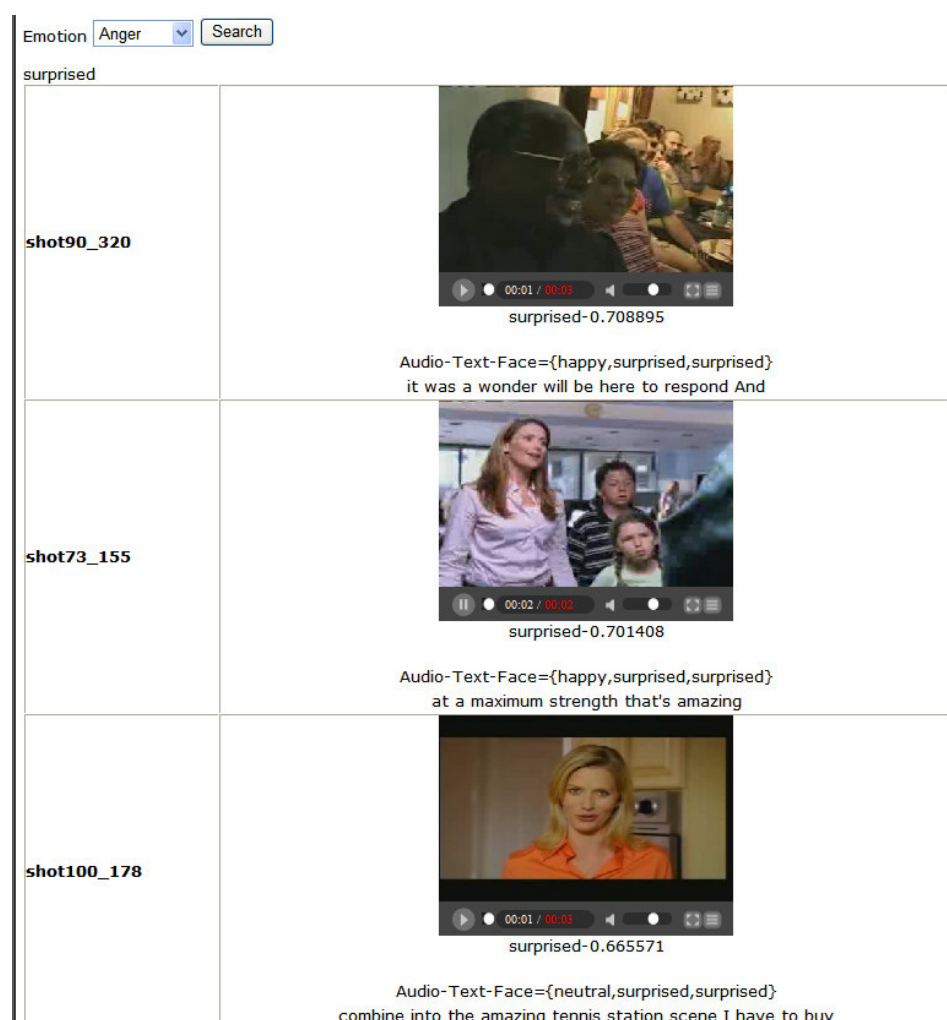 Emotion Anger Search
surprised
shot90_320
00:01 / 00:03
surprised-0.708895
Audio-Text-Face={happy,surprised,surprised}
it was a wonder will be here to respond And
shot73_155
00:02 / 00:02
surprised-0.701408
Audio-Text-Face={happy,surprised,surprised}
at a maximum strength that's amazing
shot100_178
00:01 / 00:03
surprised-0.665571
Audio-Text-Face={neutral,surprised,surprised}
combine into the amazing tennis station scene I have to buy